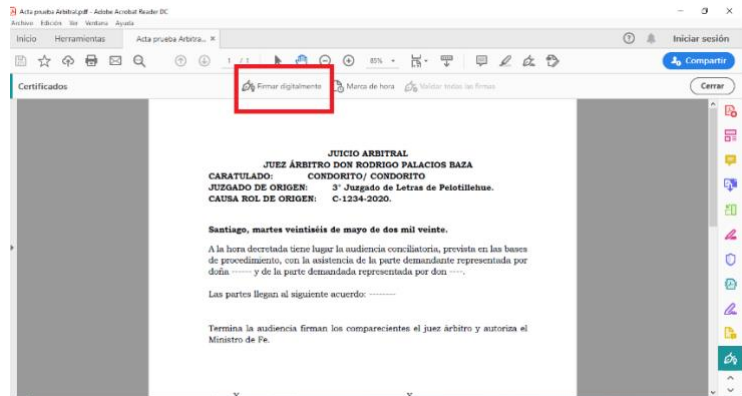 Acta prueba Arbitral.pdf - Adobe Acrobat Reader DC
Archivo Edición Ver Ventana Ayuda
Inicio Herramientas Acta prueba Arbitra... × Iniciar sesión
1 / 1 85% Compartir
Certificados Firmar digitalmente Marca de hora Validar todas las firmas Cerrar
JUICIO ARBITRAL
JUEZ ÁRBITRO DON RODRIGO PALACIOS BAZA
CARATULADO: CONDORITO/ CONDORITO
JUZGADO DE ORIGEN: 3° Juzgado de Letras de Pelotillehue.
CAUSA ROL DE ORIGEN: C-1234-2020.
Santiago, martes veintiséis de mayo de dos mil veinte.
A la hora decretada tiene lugar la audiencia conciliatoria, prevista en las bases
de procedimiento, con la asistencia de la parte demandante representada por
doña ------ y de la parte demandada representada por don ----.
Las partes llegan al siguiente acuerdo: ---------
Termina la audiencia firman los comparecientes el juez árbitro y autoriza el
Ministro de Fe.